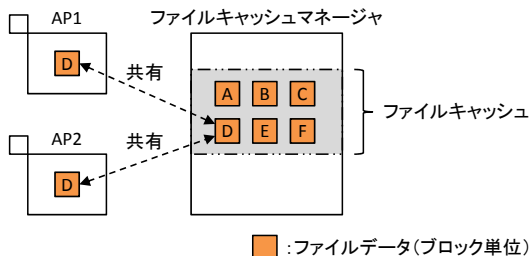 AP1
ファイルキャッシュマネージャ
D
共有
A B C
D E F
ファイルキャッシュ
AP2
共有
D
:ファイルデータ(ブロック単位)